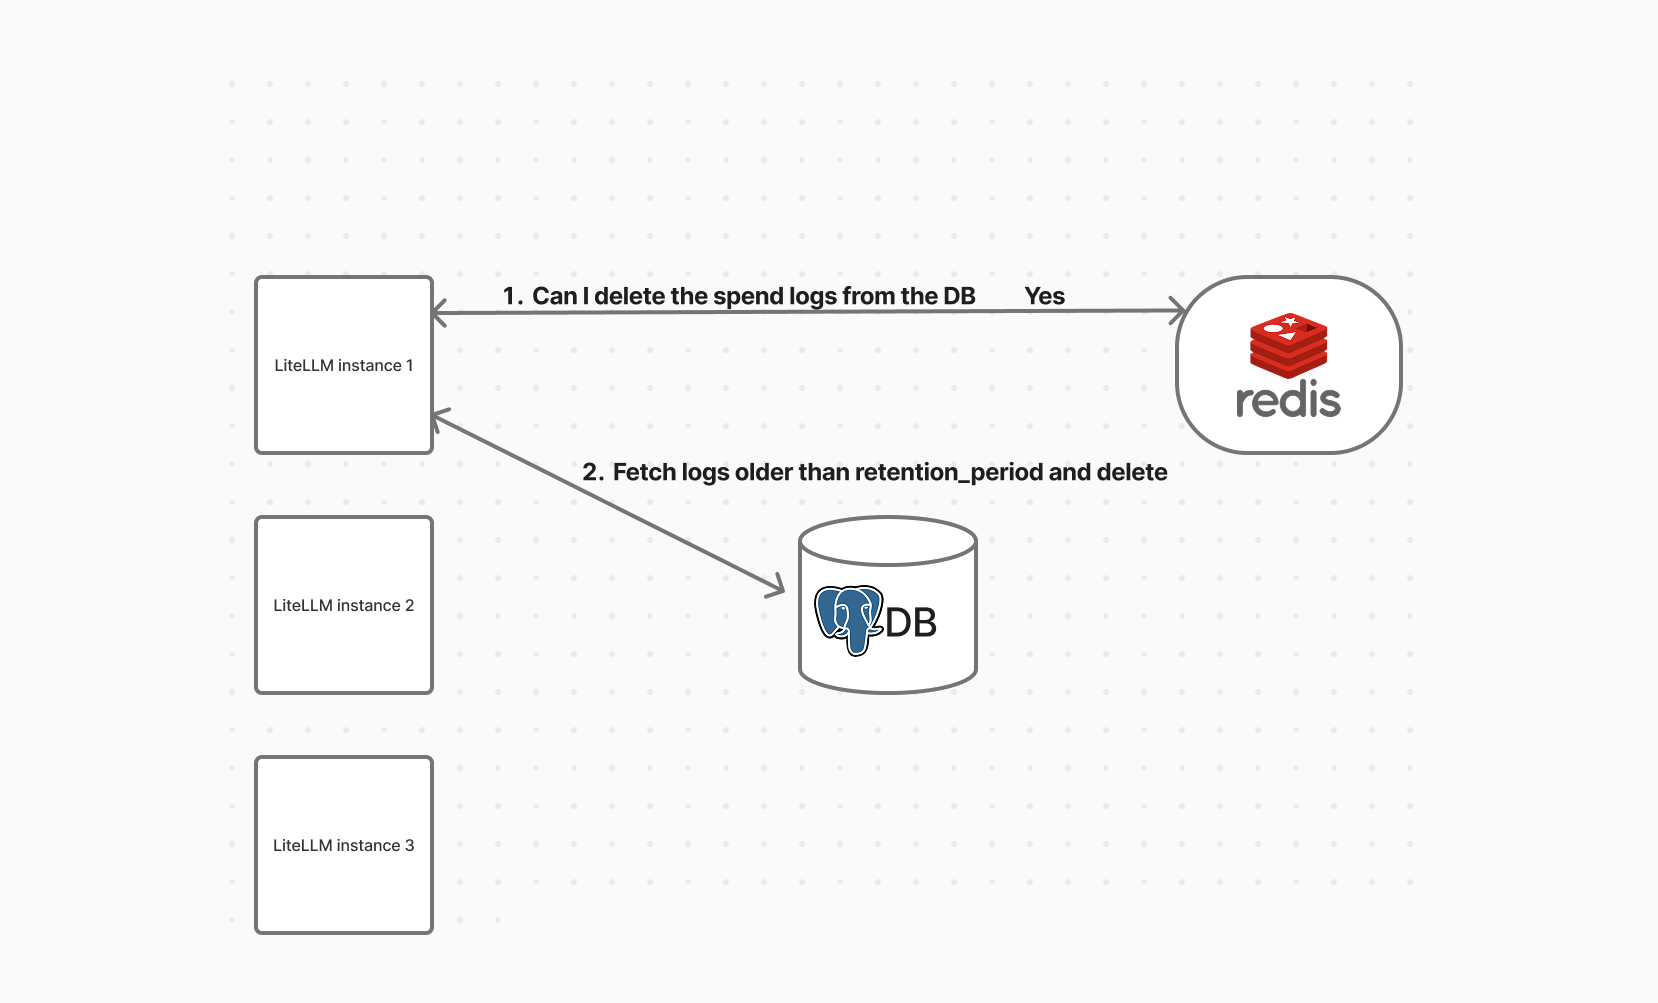 1. Can I delete the spend logs from the DB Yes
LiteLLM instance 1
redis
2. Fetch logs older than retention_period and delete
LiteLLM instance 2
DB
LiteLLM instance 3